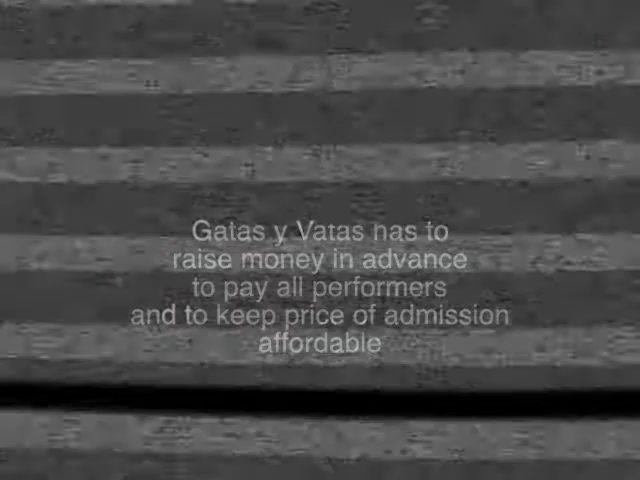 Gatas y Vatas has to
raise money in advance
to pay all performers
and to keep price of admission
affordable